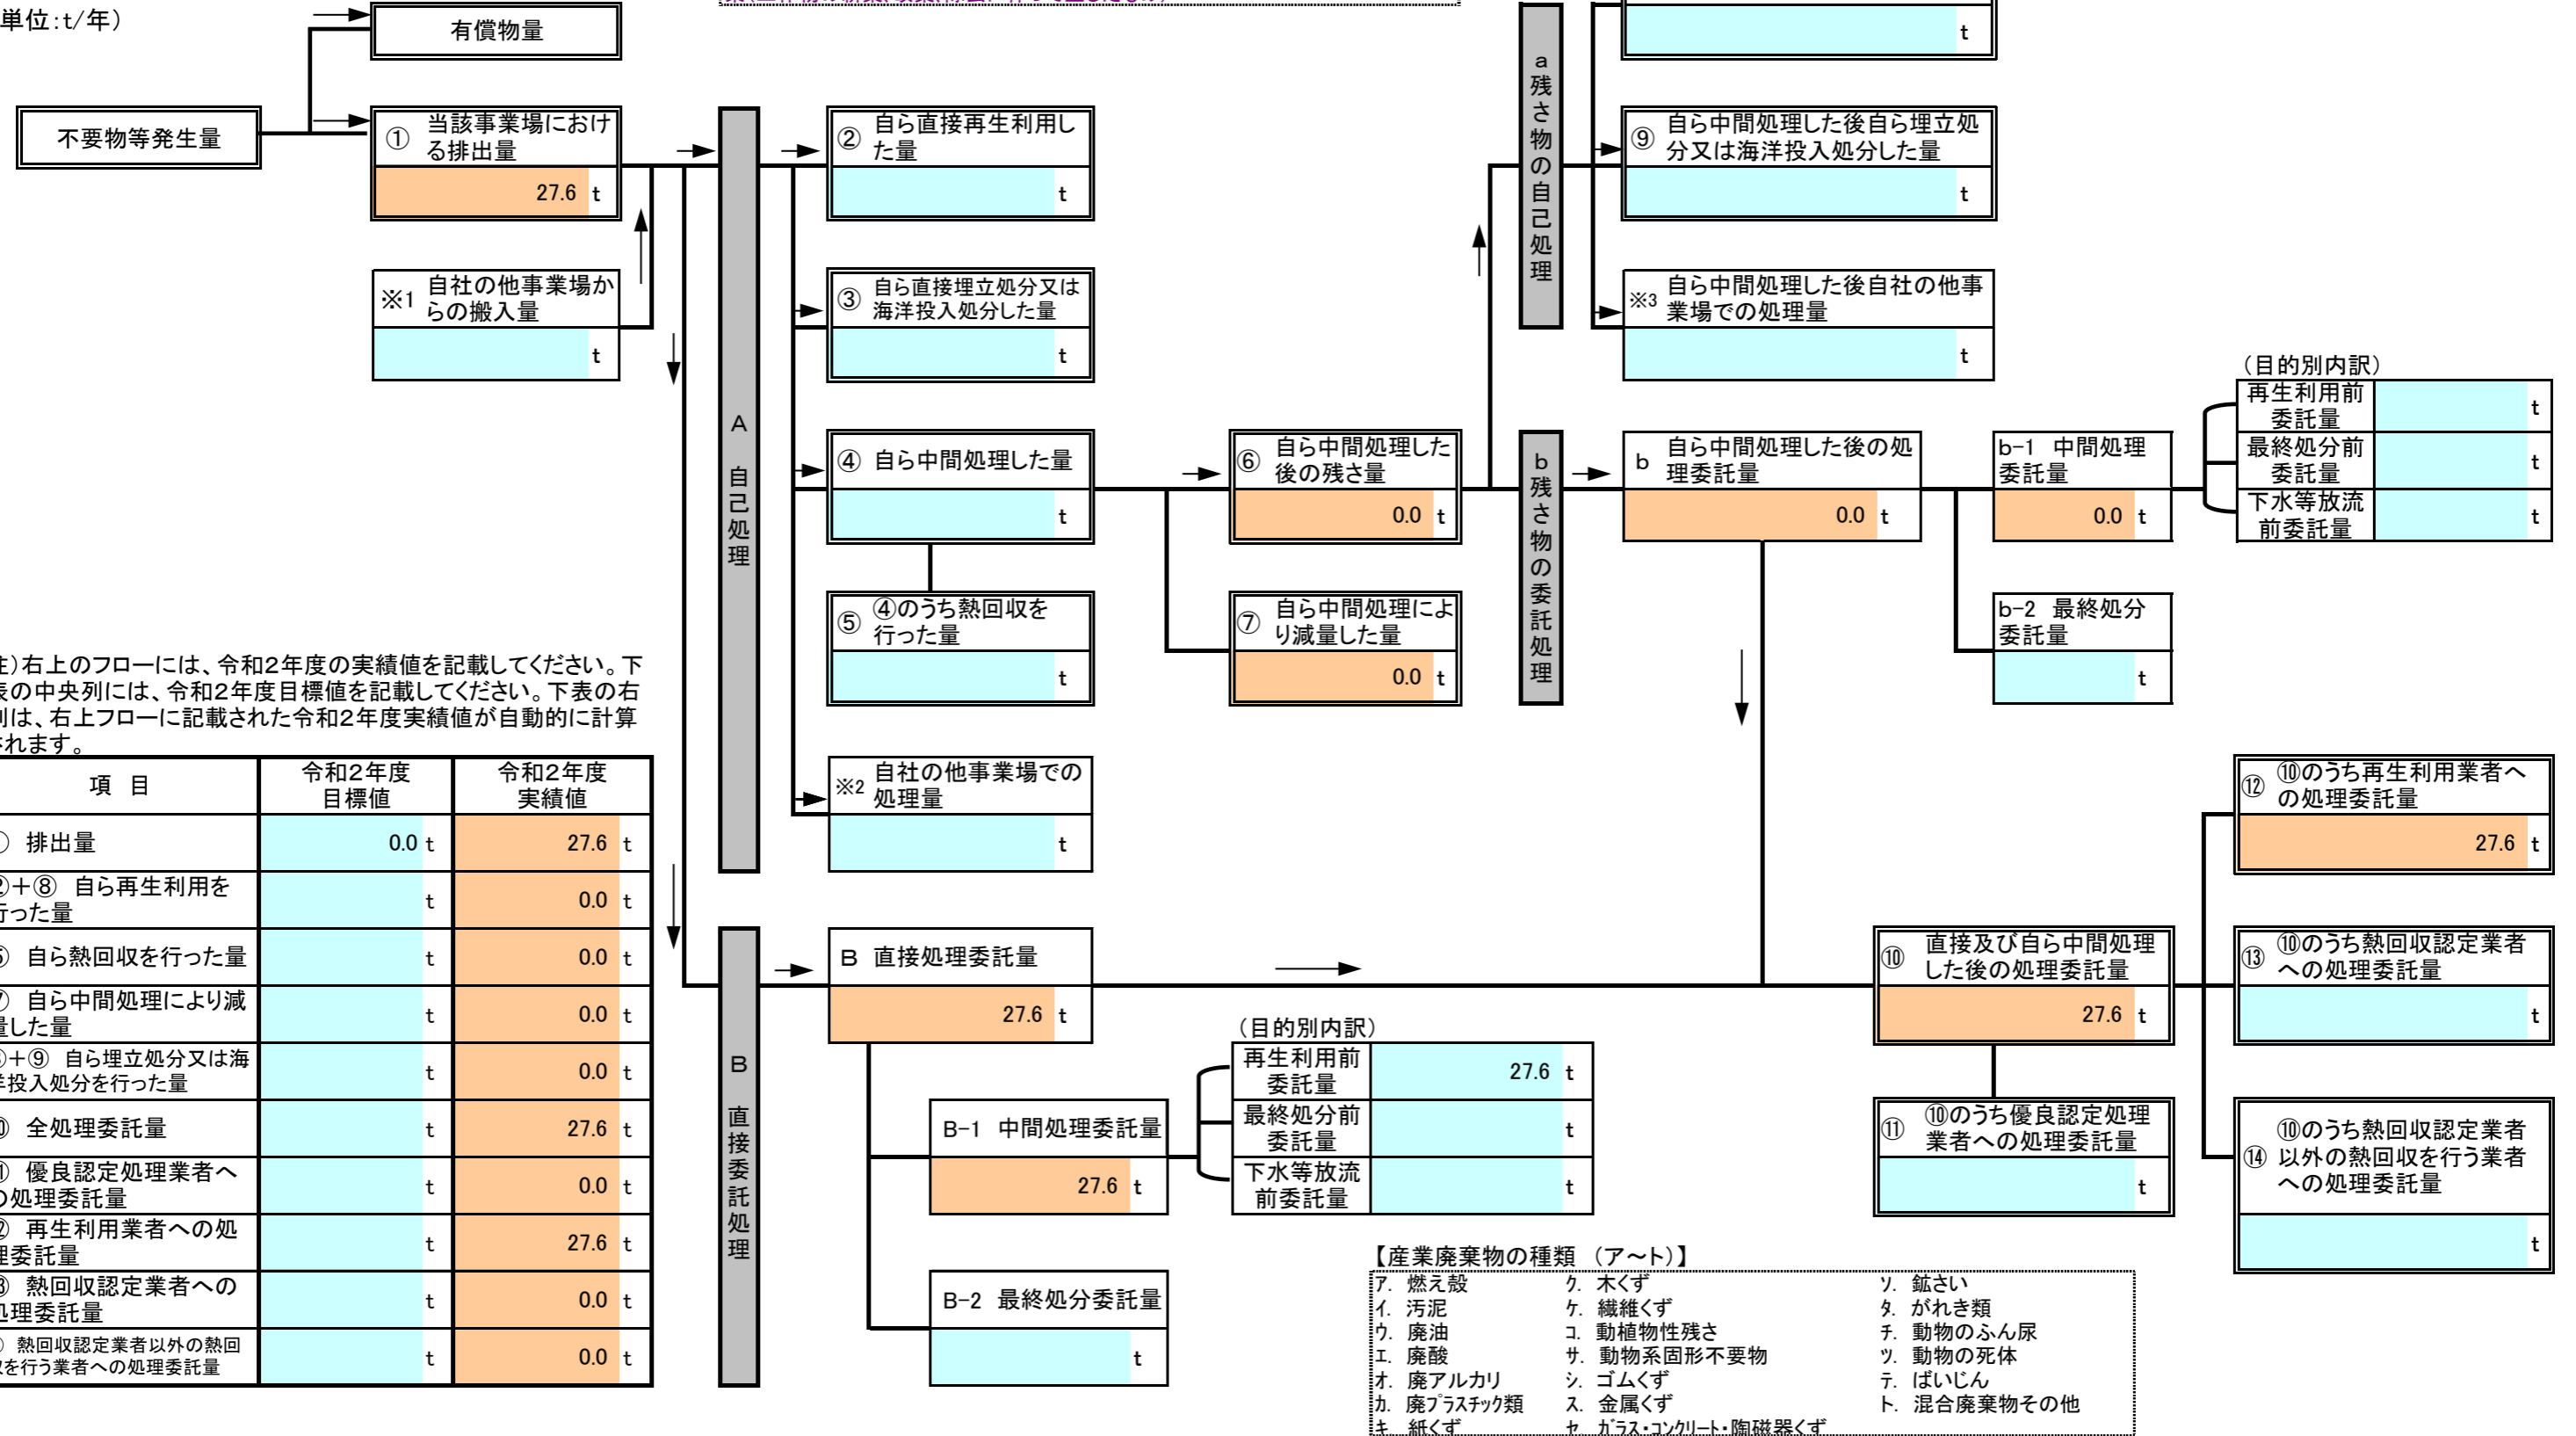 単位：t/年）
有償物量
不要物等発生量
① 当該事業場におけ
る排出量
27.6 t
※1 自社の他事業場か
らの搬入量
t
A 自己処理
② 自ら直接再生利用し
た量
t
③ 自ら直接埋立処分又は
海洋投入処分した量
t
④ 自ら中間処理した量
t
⑤ ④のうち熱回収を
行った量
t
※2 自社の他事業場での
処理量
t
⑥ 自ら中間処理した
後の残さ量
0.0 t
⑦ 自ら中間処理によ
り減量した量
0.0 t
a 残さ物の自己処理
t
⑨ 自ら中間処理した後自ら埋立処
分又は海洋投入処分した量
t
※3 自ら中間処理した後自社の他事
業場での処理量
t
b 残さ物の委託処理
b 自ら中間処理した後の処
理委託量
0.0 t
b-1 中間処理
委託量
0.0 t
（目的別内訳）
再生利用前
委託量
t
最終処分前
委託量
t
下水等放流
前委託量
t
b-2 最終処分
委託量
t
注）右上のフローには、令和２年度の実績値を記載してください。下
表の中央列には、令和２年度目標値を記載してください。下表の右
列は、右上フローに記載された令和２年度実績値が自動的に計算
されます。
項 目 令和２年度
目標値 令和２年度
実績値
① 排出量 0.0 t 27.6 t
②＋⑧ 自ら再生利用を
行った量 t 0.0 t
⑤ 自ら熱回収を行った量 t 0.0 t
⑦ 自ら中間処理により減
量した量 t 0.0 t
③＋⑨ 自ら埋立処分又は海
洋投入処分を行った量 t 0.0 t
⑩ 全処理委託量 t 27.6 t
⑪ 優良認定処理業者へ
の処理委託量 t 0.0 t
⑫ 再生利用業者への処
理委託量 t 27.6 t
⑬ 熱回収認定業者への
処理委託量 t 0.0 t
⑭ 熱回収認定業者以外の熱回
収を行う業者への処理委託量 t 0.0 t
B 直接委託処理
B 直接処理委託量
27.6 t
B-1 中間処理委託量
27.6 t
（目的別内訳）
再生利用前
委託量
27.6 t
最終処分前
委託量
t
下水等放流
前委託量
t
B-2 最終処分委託量
t
⑩ 直接及び自ら中間処理
した後の処理委託量
27.6 t
⑪ ⑩のうち優良認定処理
業者への処理委託量
t
⑫ ⑩のうち再生利用業者へ
の処理委託量
27.6 t
⑬ ⑩のうち熱回収認定業者
への処理委託量
t
⑭ ⑩のうち熱回収認定業者
以外の熱回収を行う業者
への処理委託量
t
【産業廃棄物の種類 （ア～ト）】
ア. 燃え殻 ク. 木くず ソ. 鉱さい
イ. 汚泥 ケ. 繊維くず タ. がれき類
ウ. 廃油 コ. 動植物性残さ チ. 動物のふん尿
エ. 廃酸 サ. 動物系固形不要物 ツ. 動物の死体
オ. 廃アルカリ シ. ゴムくず テ. ばいじん
カ. 廃プラスチック類 ス. 金属くず ト. 混合廃棄物その他
キ 紙くず セ ガラス・コンクリート・陶磁器くず